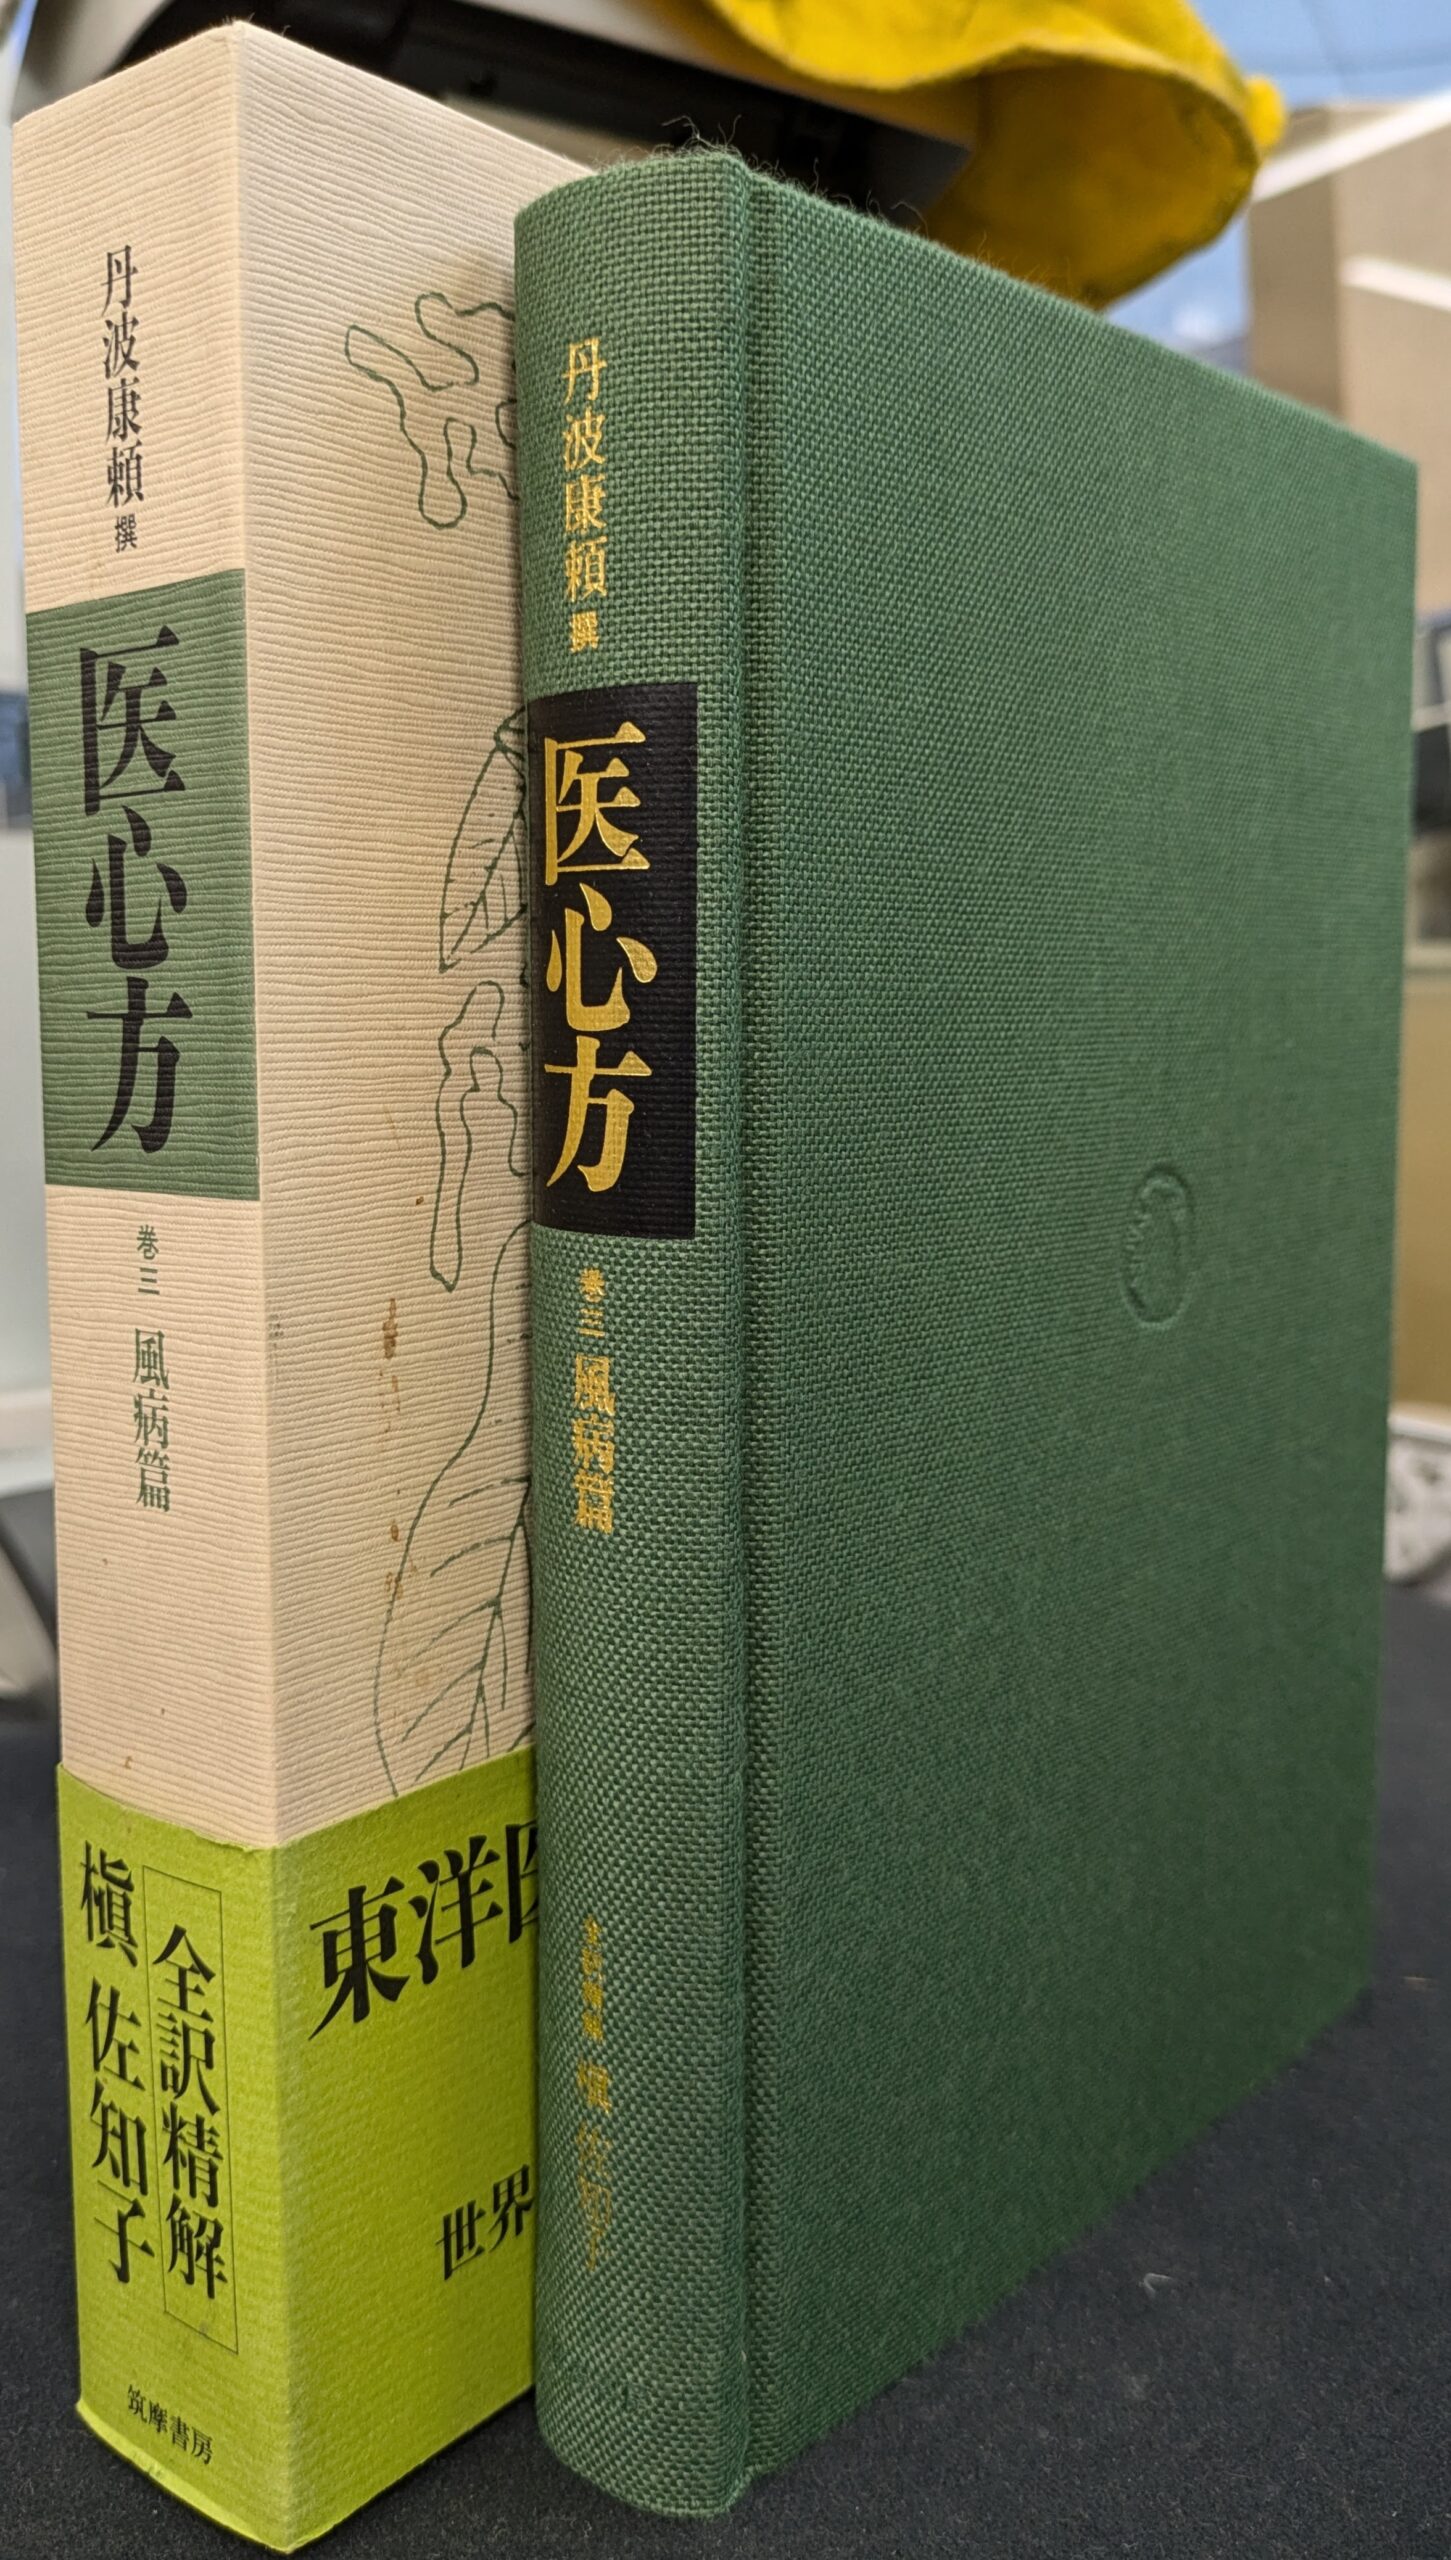 丹波康頼 撰
医心方
巻三 風病篇
全訳精解
槇佐知子
筑摩書房
東洋医
世界
丹波康頼 撰
医心方
巻三 風病篇
全訳精解 槇佐知子